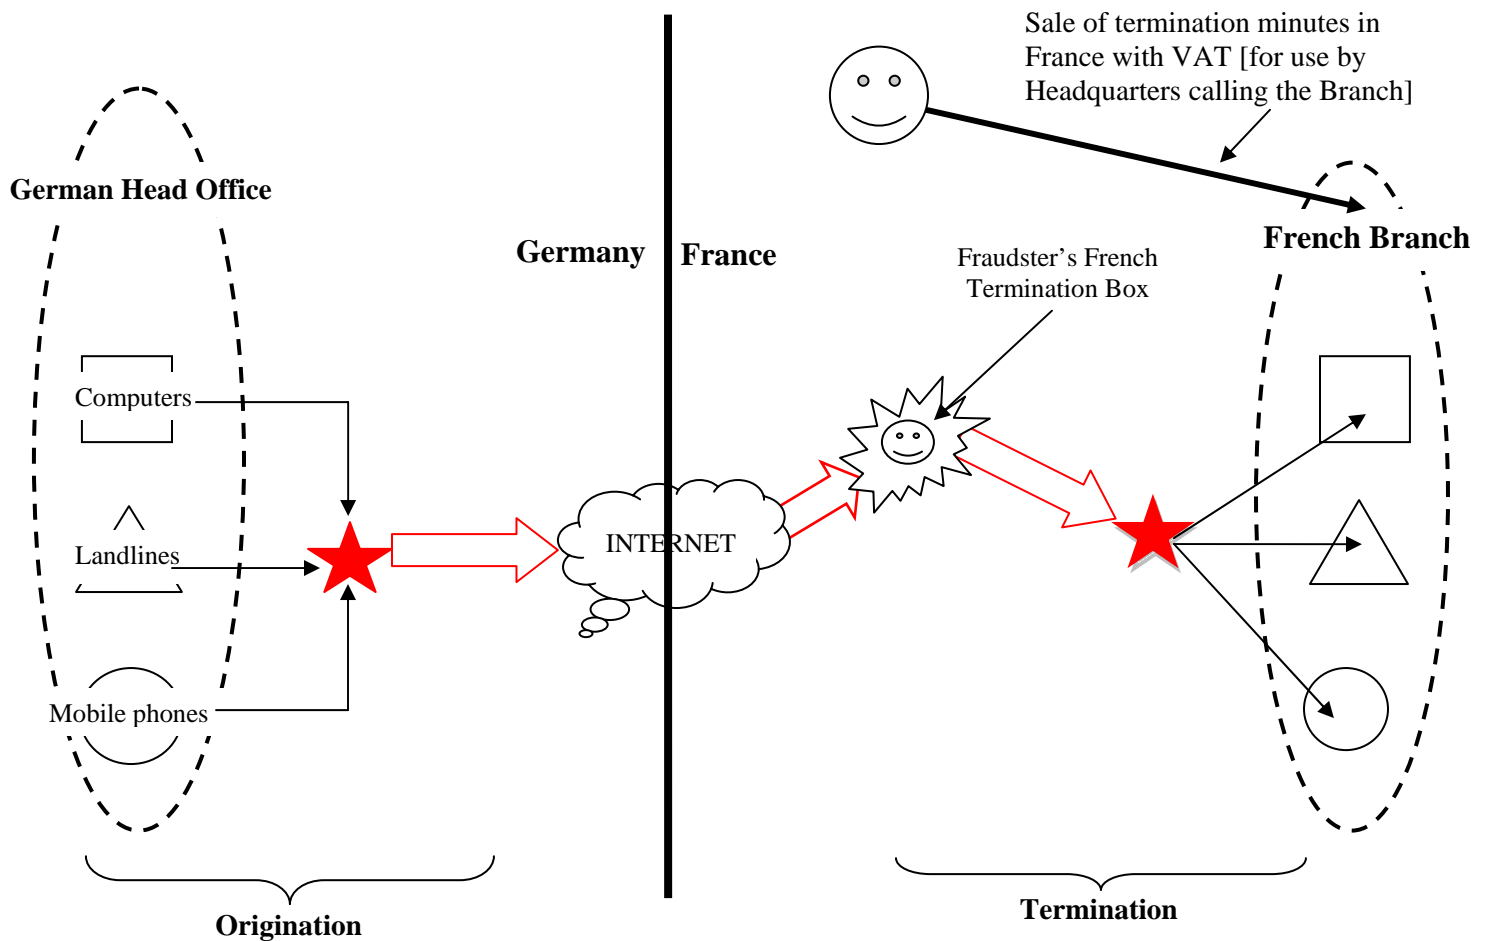 Sale of termination minutes in
France with VAT [for use by
Headquarters calling the Branch]
German Head Office
Germany
France
French Branch
Fraudster’s French
Termination Box
Computers
INTERNET
Landlines
Mobile phones
Origination
Termination